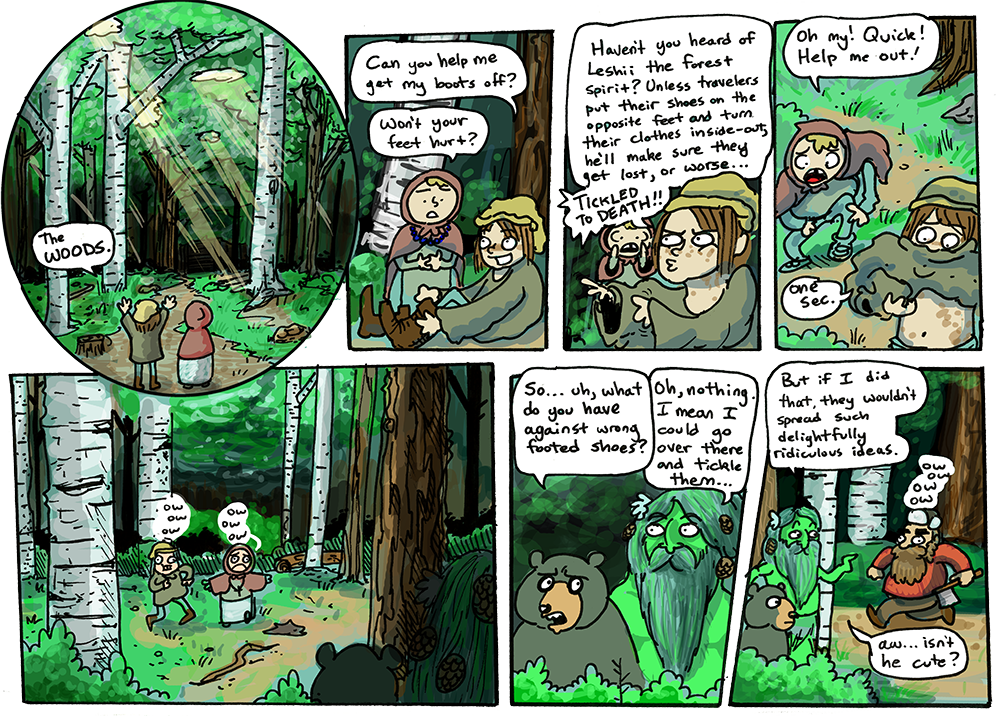 The
WOODS.
Can you help me
get my boots off?
Won't your
feet hurt?
Haven't you heard of
Leshii the forest
spirit? Unless travelers
put their shoes on the
opposite feet and turn
their clothes inside-out,
he'll make sure they
get lost, or worse...
TICKLED
TO DEATH!!
Oh my! Quick!
Help me out!
one
sec.
ow
ow
ow
ow
ow
ow
So... uh, what
do you have
against wrong
footed shoes?
Oh, nothing.
I mean I
could go
over there
and tickle
them...
But if I did
that, they wouldn't
spread such
delightfully
ridiculous ideas.
ow
ow
ow
ow
aw... isn't
he cute?